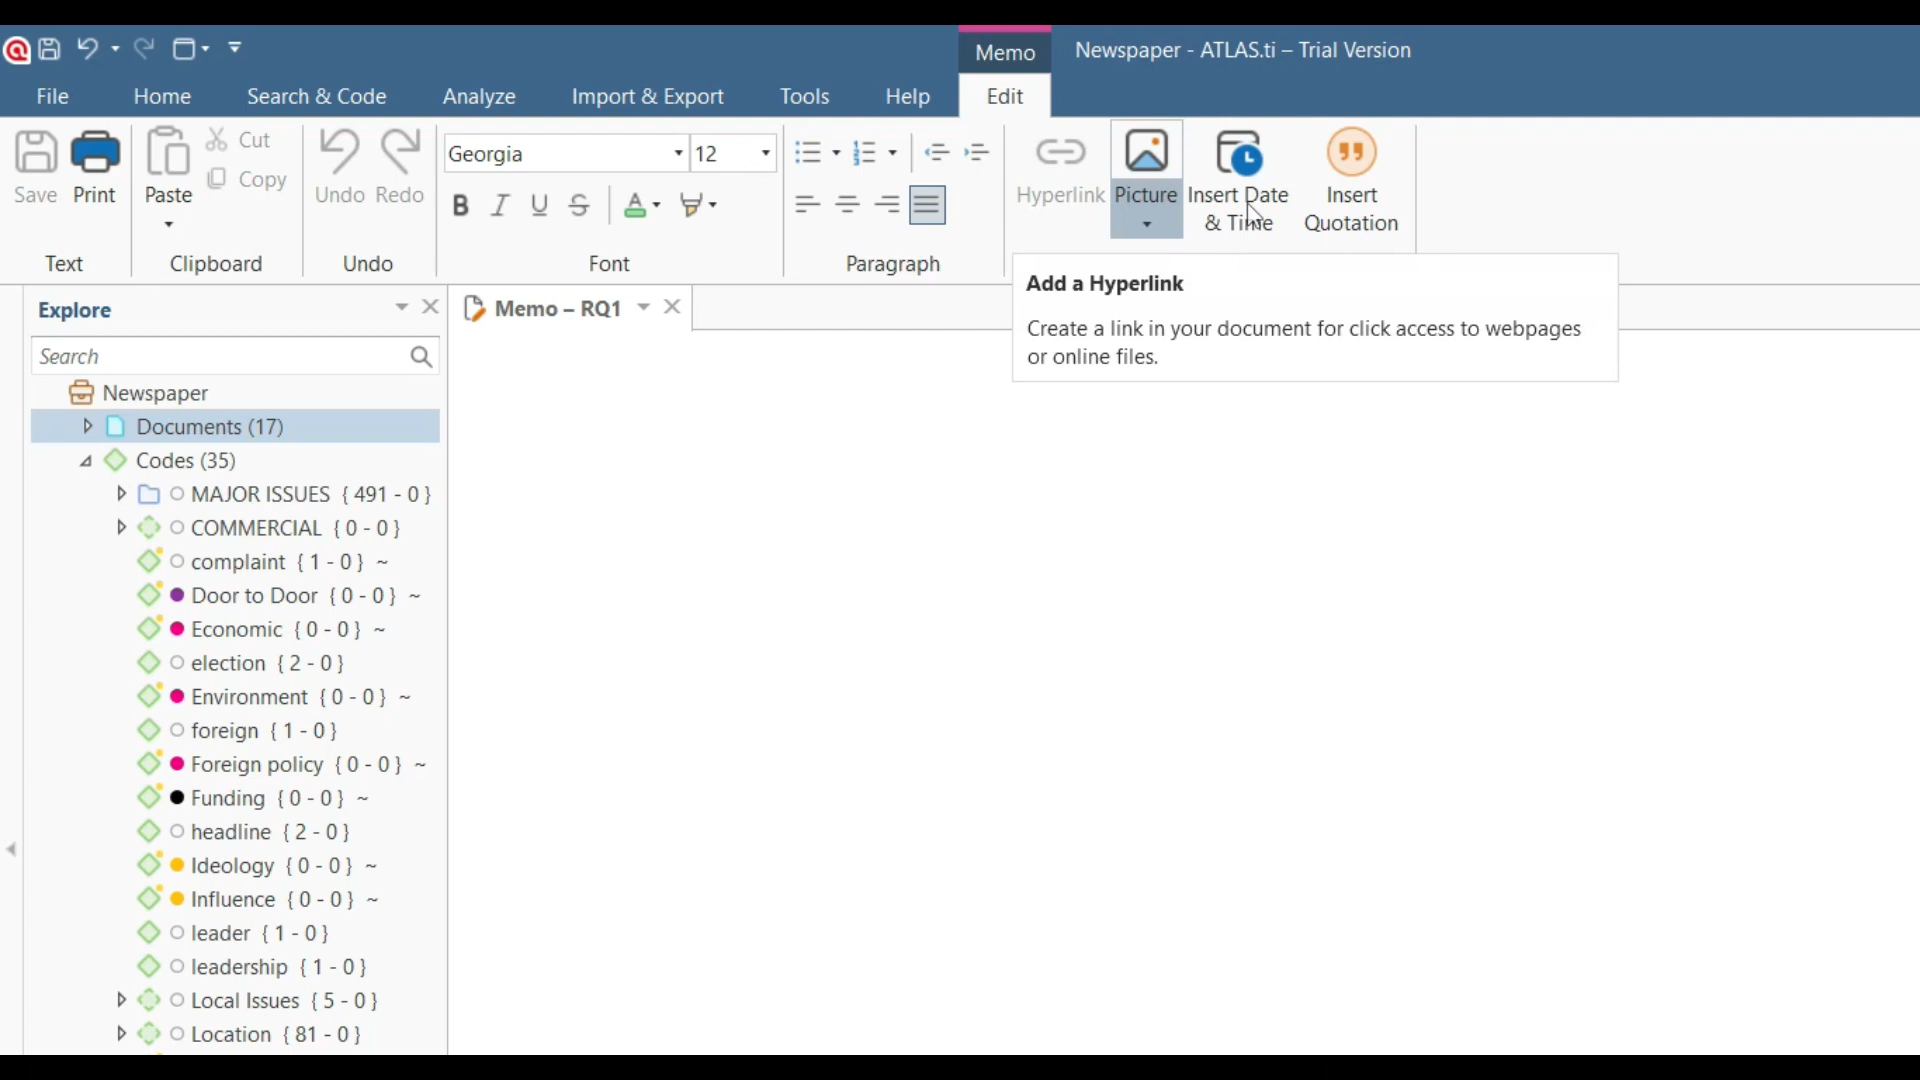 Memo
Newspaper - ATLAS.ti – Trial Version
File Home Search & Code Analyze Import & Export Tools Help Edit
Save Print Paste Cut Copy Undo Redo
Georgia 12
B I U S A
Hyperlink Picture Insert Date & Time Insert Quotation
Text Clipboard Undo Font Paragraph
Add a Hyperlink
Create a link in your document for click access to webpages
or online files.
Explore
Memo – RQ1
Search
Newspaper
Documents (17)
Codes (35)
MAJOR ISSUES { 491 - 0 }
COMMERCIAL { 0 - 0 }
complaint { 1 - 0 } ~
Door to Door { 0 - 0 } ~
Economic { 0 - 0 } ~
election { 2 - 0 }
Environment { 0 - 0 } ~
foreign { 1 - 0 }
Foreign policy { 0 - 0 } ~
Funding { 0 - 0 } ~
headline { 2 - 0 }
Ideology { 0 - 0 } ~
Influence { 0 - 0 } ~
leader { 1 - 0 }
leadership { 1 - 0 }
Local Issues { 5 - 0 }
Location { 81 - 0 }